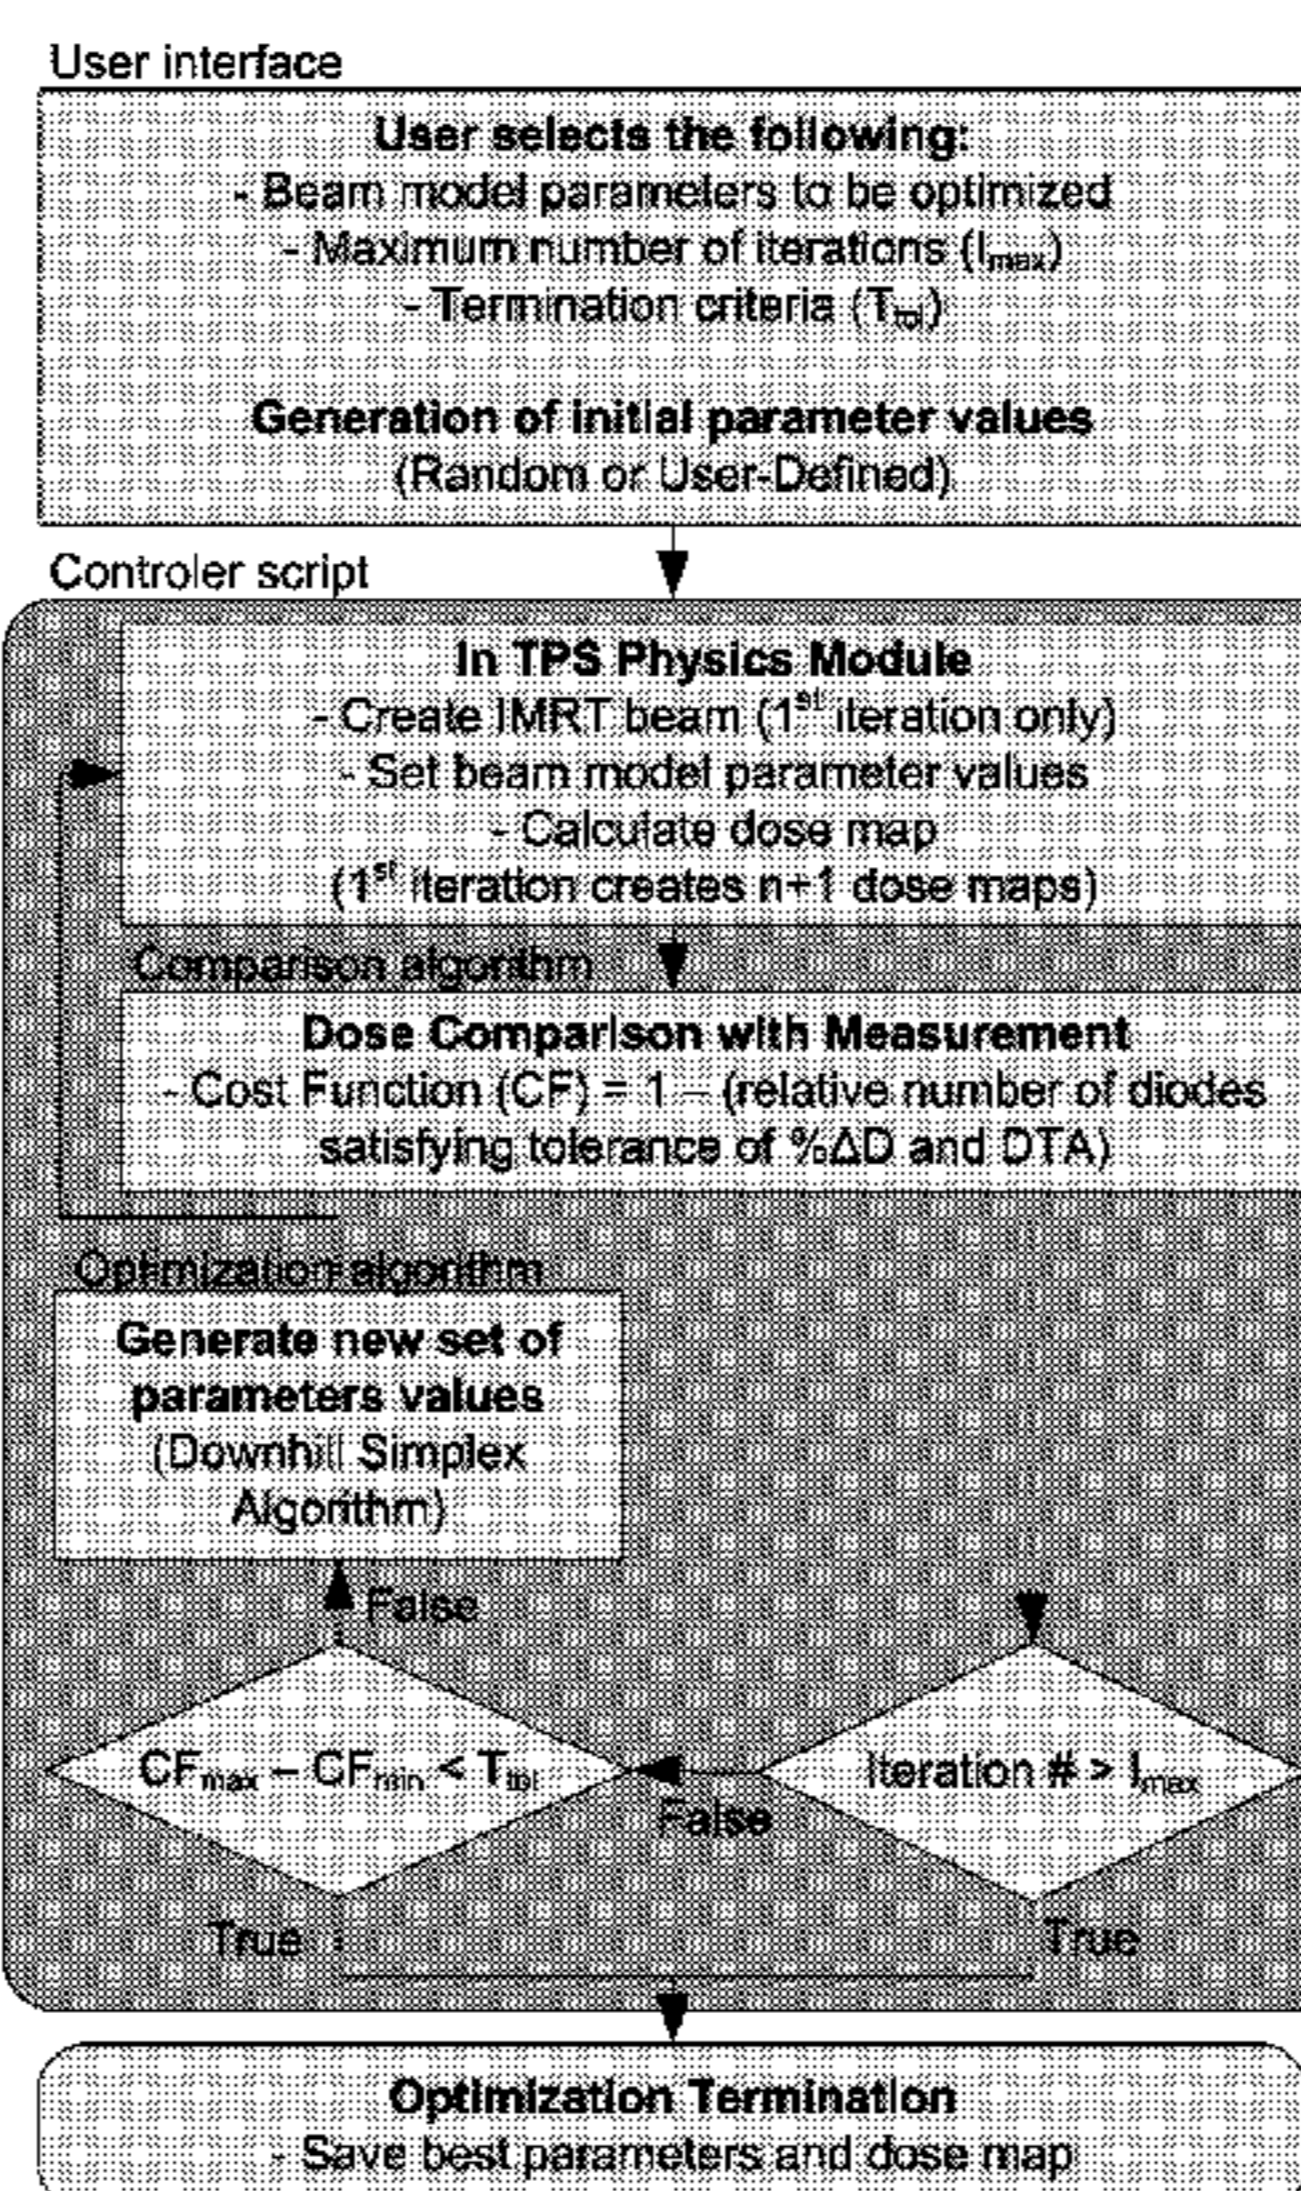 User interface
User selects the following:
- Beam model parameters to be optimized
- Maximum number of iterations (Imax)
- Termination criteria (Ttol)
Generation of initial parameter values
(Random or User-Defined)
Controler script
In TPS Physics Module
- Create IMRT beam (1st iteration only)
- Set beam model parameter values
- Calculate dose map
(1st iteration creates n+1 dose maps)
Comparison algorithm
Dose Comparison with Measurement
- Cost Function (CF) = 1 – (relative number of diodes
satisfying tolerance of %ΔD and DTA)
Optimization algorithm
Generate new set of
parameters values
(Downhill Simplex
Algorithm)
False
CFmax – CFmin < Ttol
Iteration # > Imax
False
True
True
Optimization Termination
- Save best parameters and dose map